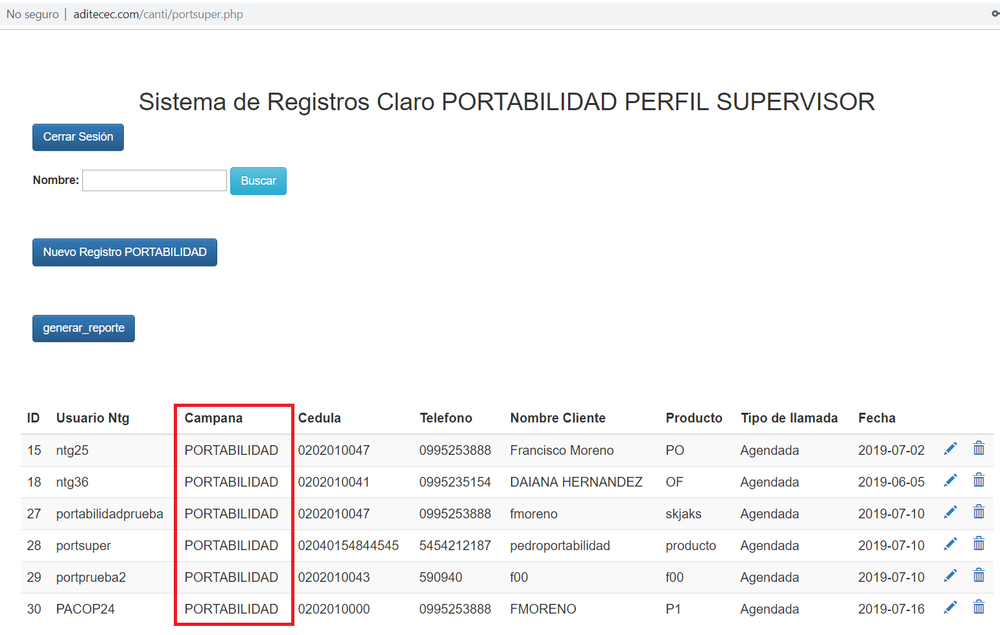 No seguro | aditecec.com/canti/portsuper.php
Sistema de Registros Claro PORTABILIDAD PERFIL SUPERVISOR
Cerrar Sesión
Nombre: Buscar
Nuevo Registro PORTABILIDAD
generar_reporte
ID Usuario Ntg Campana Cedula Telefono Nombre Cliente Producto Tipo de llamada Fecha
15 ntg25 PORTABILIDAD 0202010047 0995253888 Francisco Moreno PO Agendada 2019-07-02
18 ntg36 PORTABILIDAD 0202010041 0995235154 DAIANA HERNANDEZ OF Agendada 2019-06-05
27 portabilidadprueba PORTABILIDAD 0202010047 0995253888 fmoreno skjaks Agendada 2019-07-10
28 portsuper PORTABILIDAD 02040154844545 5454212187 pedroportabilidad producto Agendada 2019-07-10
29 portprueba2 PORTABILIDAD 0202010043 590940 f00 f00 Agendada 2019-07-10
30 PACOP24 PORTABILIDAD 0202010000 0995253888 FMORENO P1 Agendada 2019-07-16